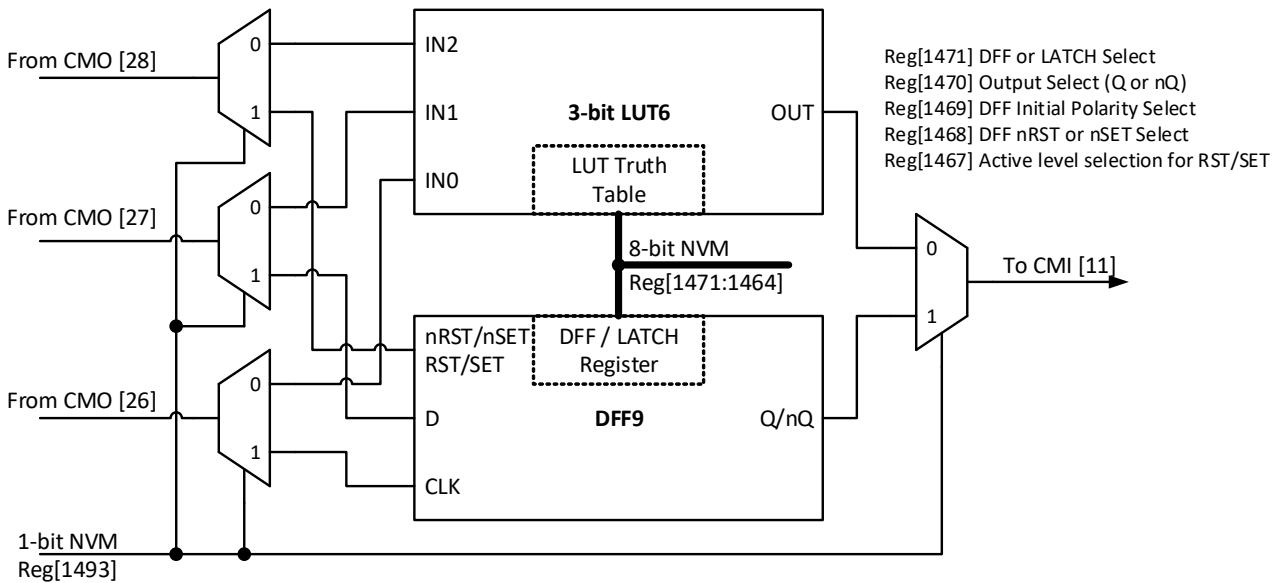 From CMO [28]
0
1
IN2
IN1
IN0
3-bit LUT6
OUT
LUT Truth
Table
Reg[1471] DFF or LATCH Select
Reg[1470] Output Select (Q or nQ)
Reg[1469] DFF Initial Polarity Select
Reg[1468] DFF nRST or nSET Select
Reg[1467] Active level selection for RST/SET
From CMO [27]
0
1
8-bit NVM
Reg[1471:1464]
0
1
To CMI [11]
nRST/nSET
RST/SET
D
CLK
DFF / LATCH
Register
DFF9
Q/nQ
From CMO [26]
0
1
1-bit NVM
Reg[1493]